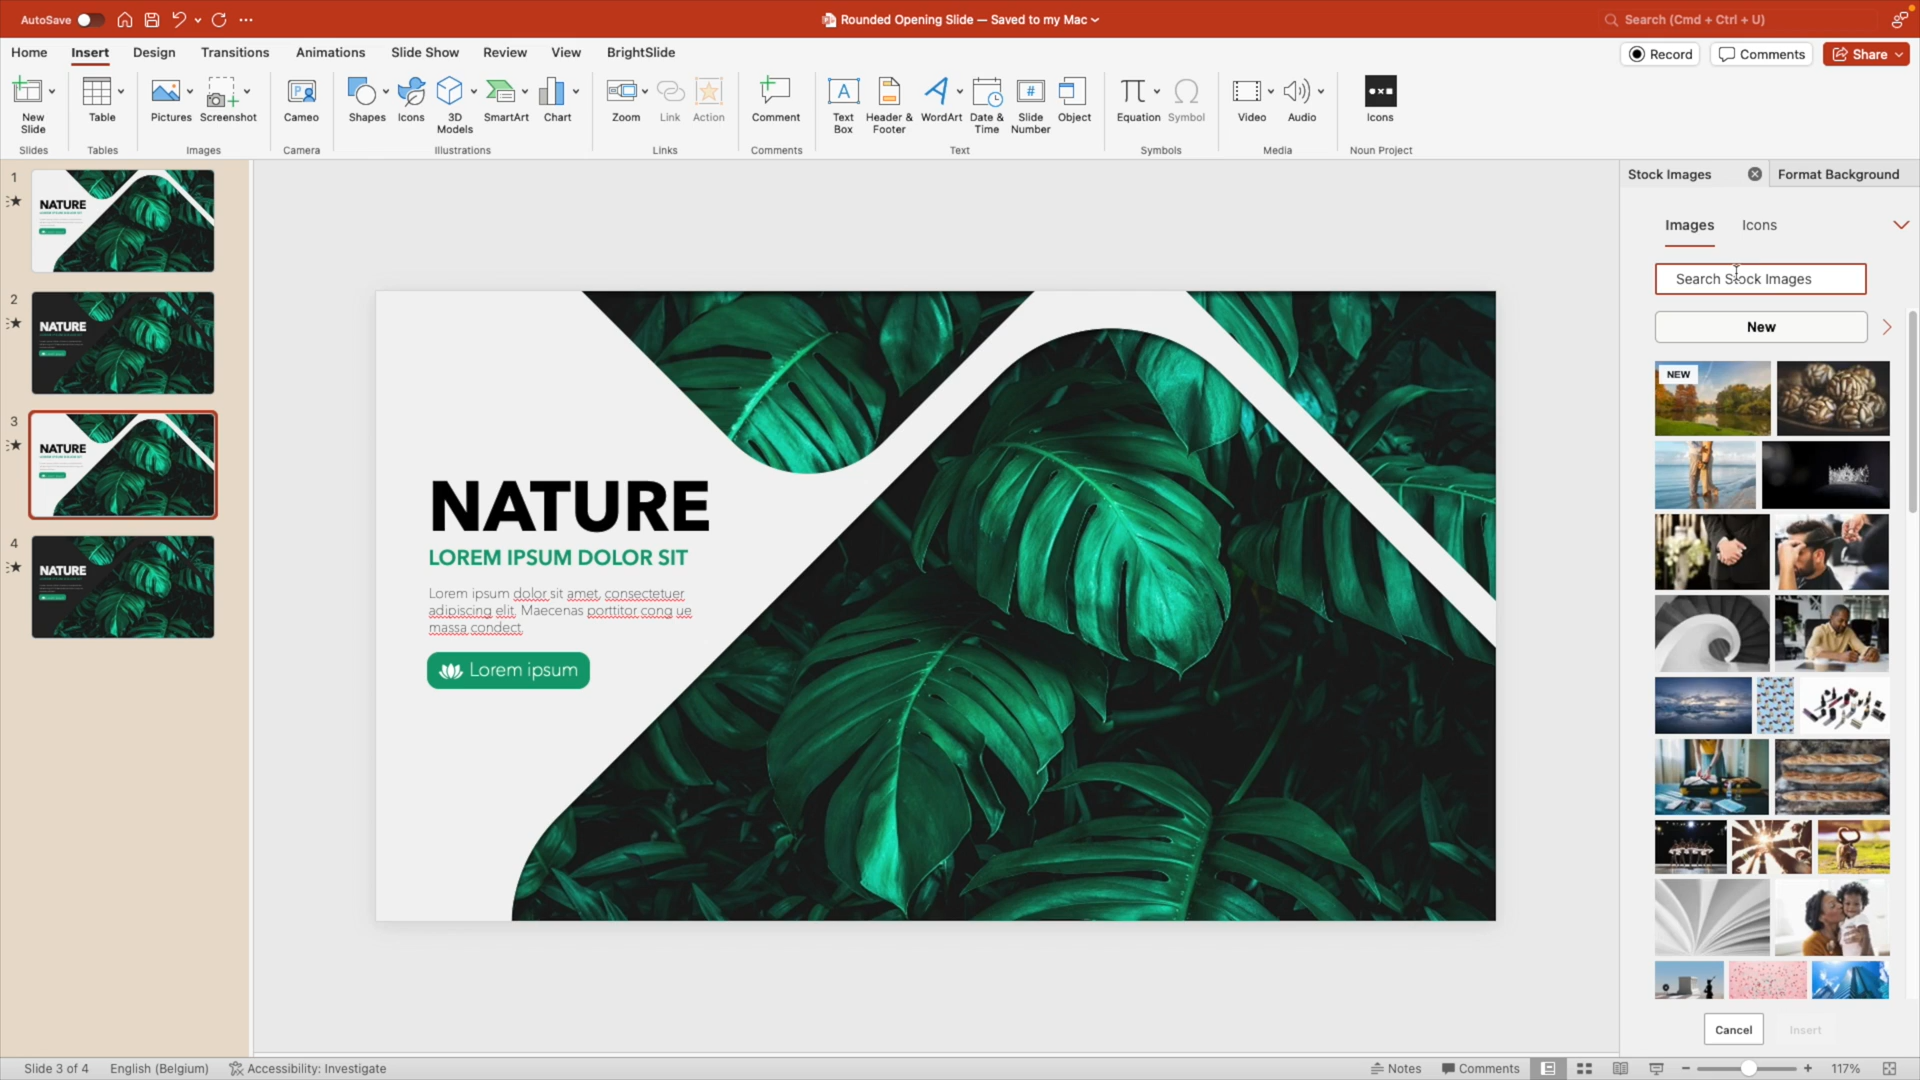 AutoSave
Rounded Opening Slide — Saved to my Mac
Search (Cmd + Ctrl + U)
Home Insert Design Transitions Animations Slide Show Review View BrightSlide
Record Comments Share
New Slide
Table
Pictures
Screenshot
Cameo
Shapes
Icons
3D Models
SmartArt
Chart
Zoom
Link
Action
Comment
Text Box
Header & Footer
WordArt
Date & Time
Slide Number
Object
Equation
Symbol
Video
Audio
Icons
Slides Tables Images Camera Illustrations Links Comments Text Symbols Media Noun Project
1
NATURE
2
NATURE
3
NATURE
4
NATURE
NATURE
LOREM IPSUM DOLOR SIT
Lorem ipsum dolor sit amet, consectetuer
adipiscing elit. Maecenas porttitor cong ue
massa condect.
Lorem ipsum
Stock Images
Format Background
Images Icons
Search Stock Images
New
NEW
Cancel Insert
Slide 3 of 4 English (Belgium) Accessibility: Investigate
Notes Comments 117%